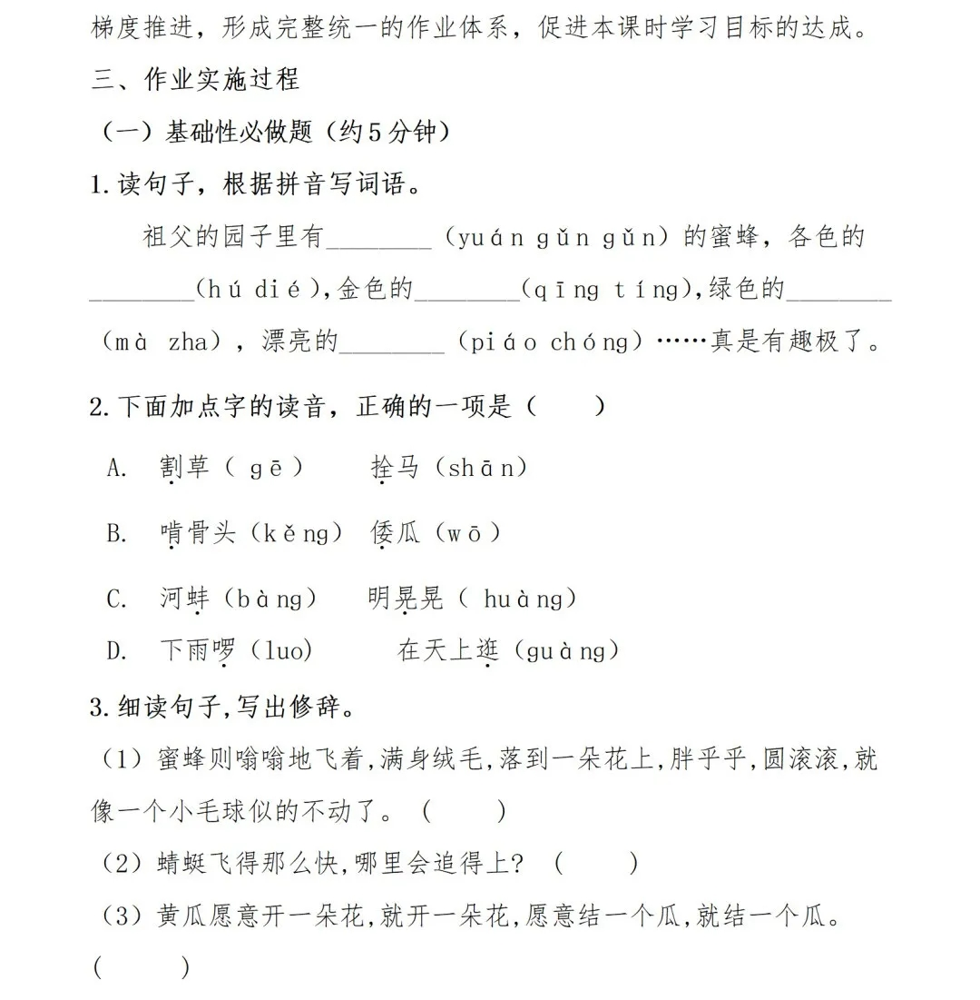 梯度推进，形成完整统一的作业体系，促进本课时学习目标的达成。
三、作业实施过程
（一）基础性必做题（约5分钟）
1.读句子，根据拼音写词语。
祖父的园子里有________（yuán gǔn gǔn）的蜜蜂，各色的
________(hú dié),金色的________(qīng tíng),绿色的________
（mà zha），漂亮的________（piáo chóng）……真是有趣极了。
2.下面加点字的读音，正确的一项是（　　）
A. 割草（ gē ） 拴马（shān）
B. 啃骨头（kěng） 倭瓜（wō）
C. 河蚌（bàng） 明晃晃（ huàng）
D. 下雨啰（luo) 在天上逛（guàng）
3.细读句子,写出修辞。
（1）蜜蜂则嗡嗡地飞着,满身绒毛,落到一朵花上,胖乎乎,圆滚滚,就
像一个小毛球似的不动了。（　　）
（2）蜻蜓飞得那么快,哪里会追得上?（　　）
（3）黄瓜愿意开一朵花,就开一朵花,愿意结一个瓜,就结一个瓜。
（　　）